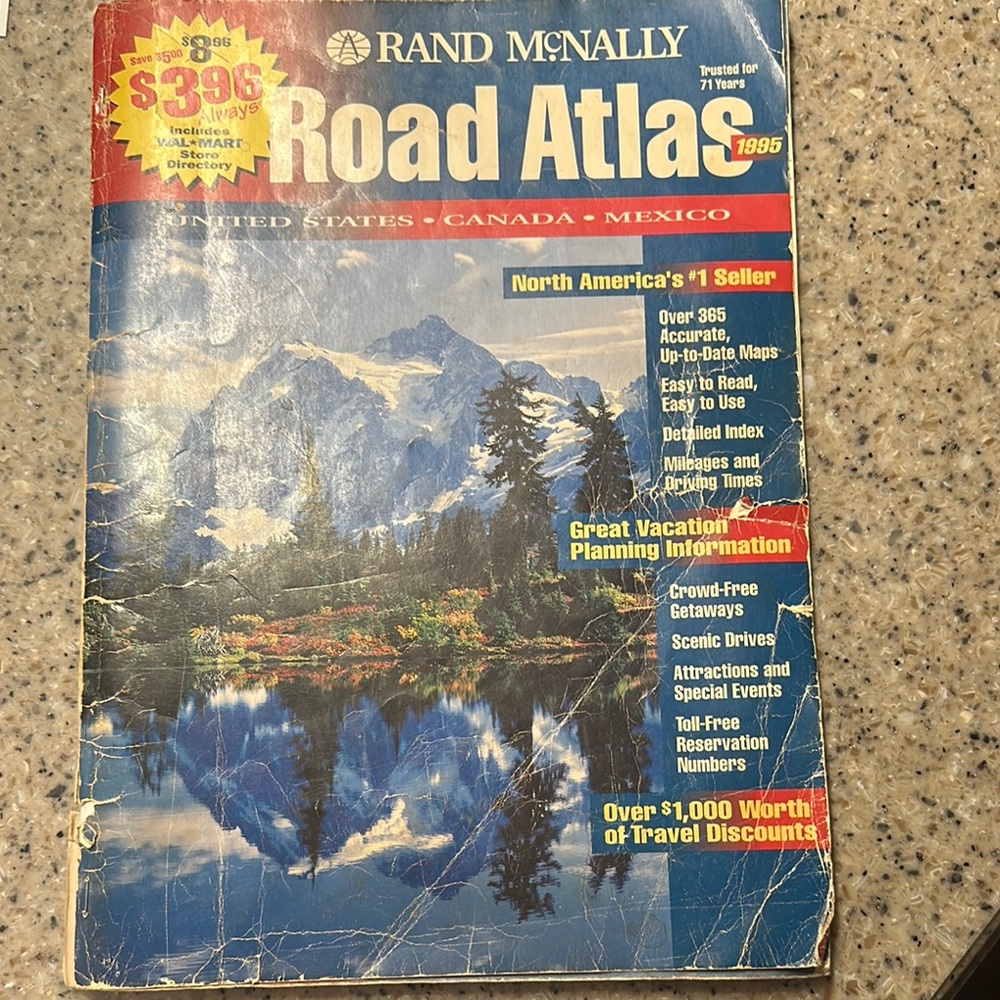 $8.96
Save $5.00
$3.96
Always
Includes
WAL★MART
Store
Directory
RAND MCNALLY
Trusted for
71 Years
Road Atlas
1995
UNITED STATES • CANADA • MEXICO
North America's #1 Seller
Over 365
Accurate,
Up-to-Date Maps
Easy to Read,
Easy to Use
Detailed Index
Mileages and
Driving Times
Great Vacation
Planning Information
Crowd-Free
Getaways
Scenic Drives
Attractions and
Special Events
Toll-Free
Reservation
Numbers
Over $1,000 Worth
of Travel Discounts